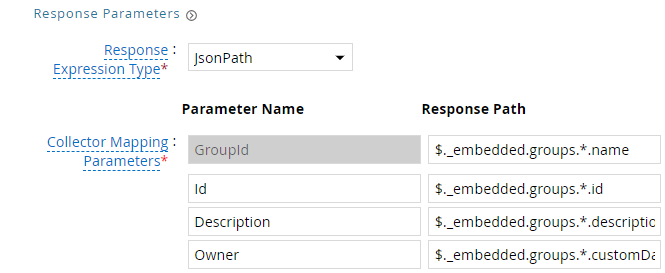 Response Parameters
Response Expression Type* : JsonPath
Parameter Name Response Path
Collector Mapping Parameters* : GroupId $._embedded.groups.*.name
Id $._embedded.groups.*.id
Description $._embedded.groups.*.descriptio
Owner $._embedded.groups.*.customDa